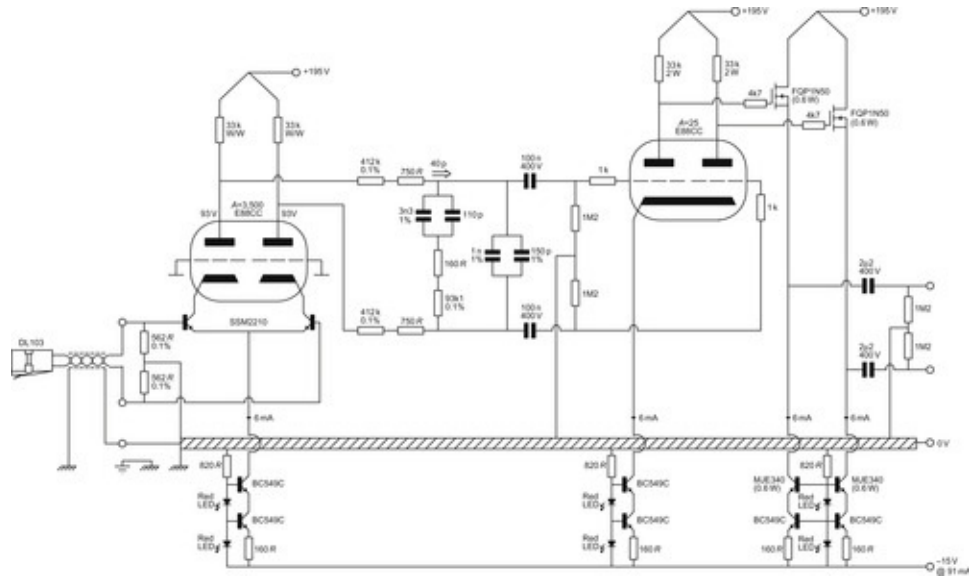 +195V
+195V
+195V
33k
W/W
33k
W/W
33k
2W
33k
2W
FQP1N50
(0.6W)
FQP1N50
(0.6W)
4k7
4k7
A=25
E88CC
412k
0.1%
750R
40p
100n
400V
1k
1k
3n3
1%
110p
A=3,500
E88CC
93V
93V
160R
1n
1%
150p
1%
1M2
93k1
0.1%
1M2
412k
0.1%
750R
100n
400V
2µ2
400V
1M2
1M2
2µ2
400V
SSM2210
DL103
562R
0.1%
562R
0.1%
6mA
6mA
6mA
6mA
0V
820R
BC549C
Red
LED
BC549C
Red
LED
160R
820R
BC549C
Red
LED
BC549C
Red
LED
160R
820R
MJE340
(0.6W)
MJE340
(0.6W)
Red
LED
BC549C
BC549C
Red
LED
160R
160R
–15V
@ 91mA